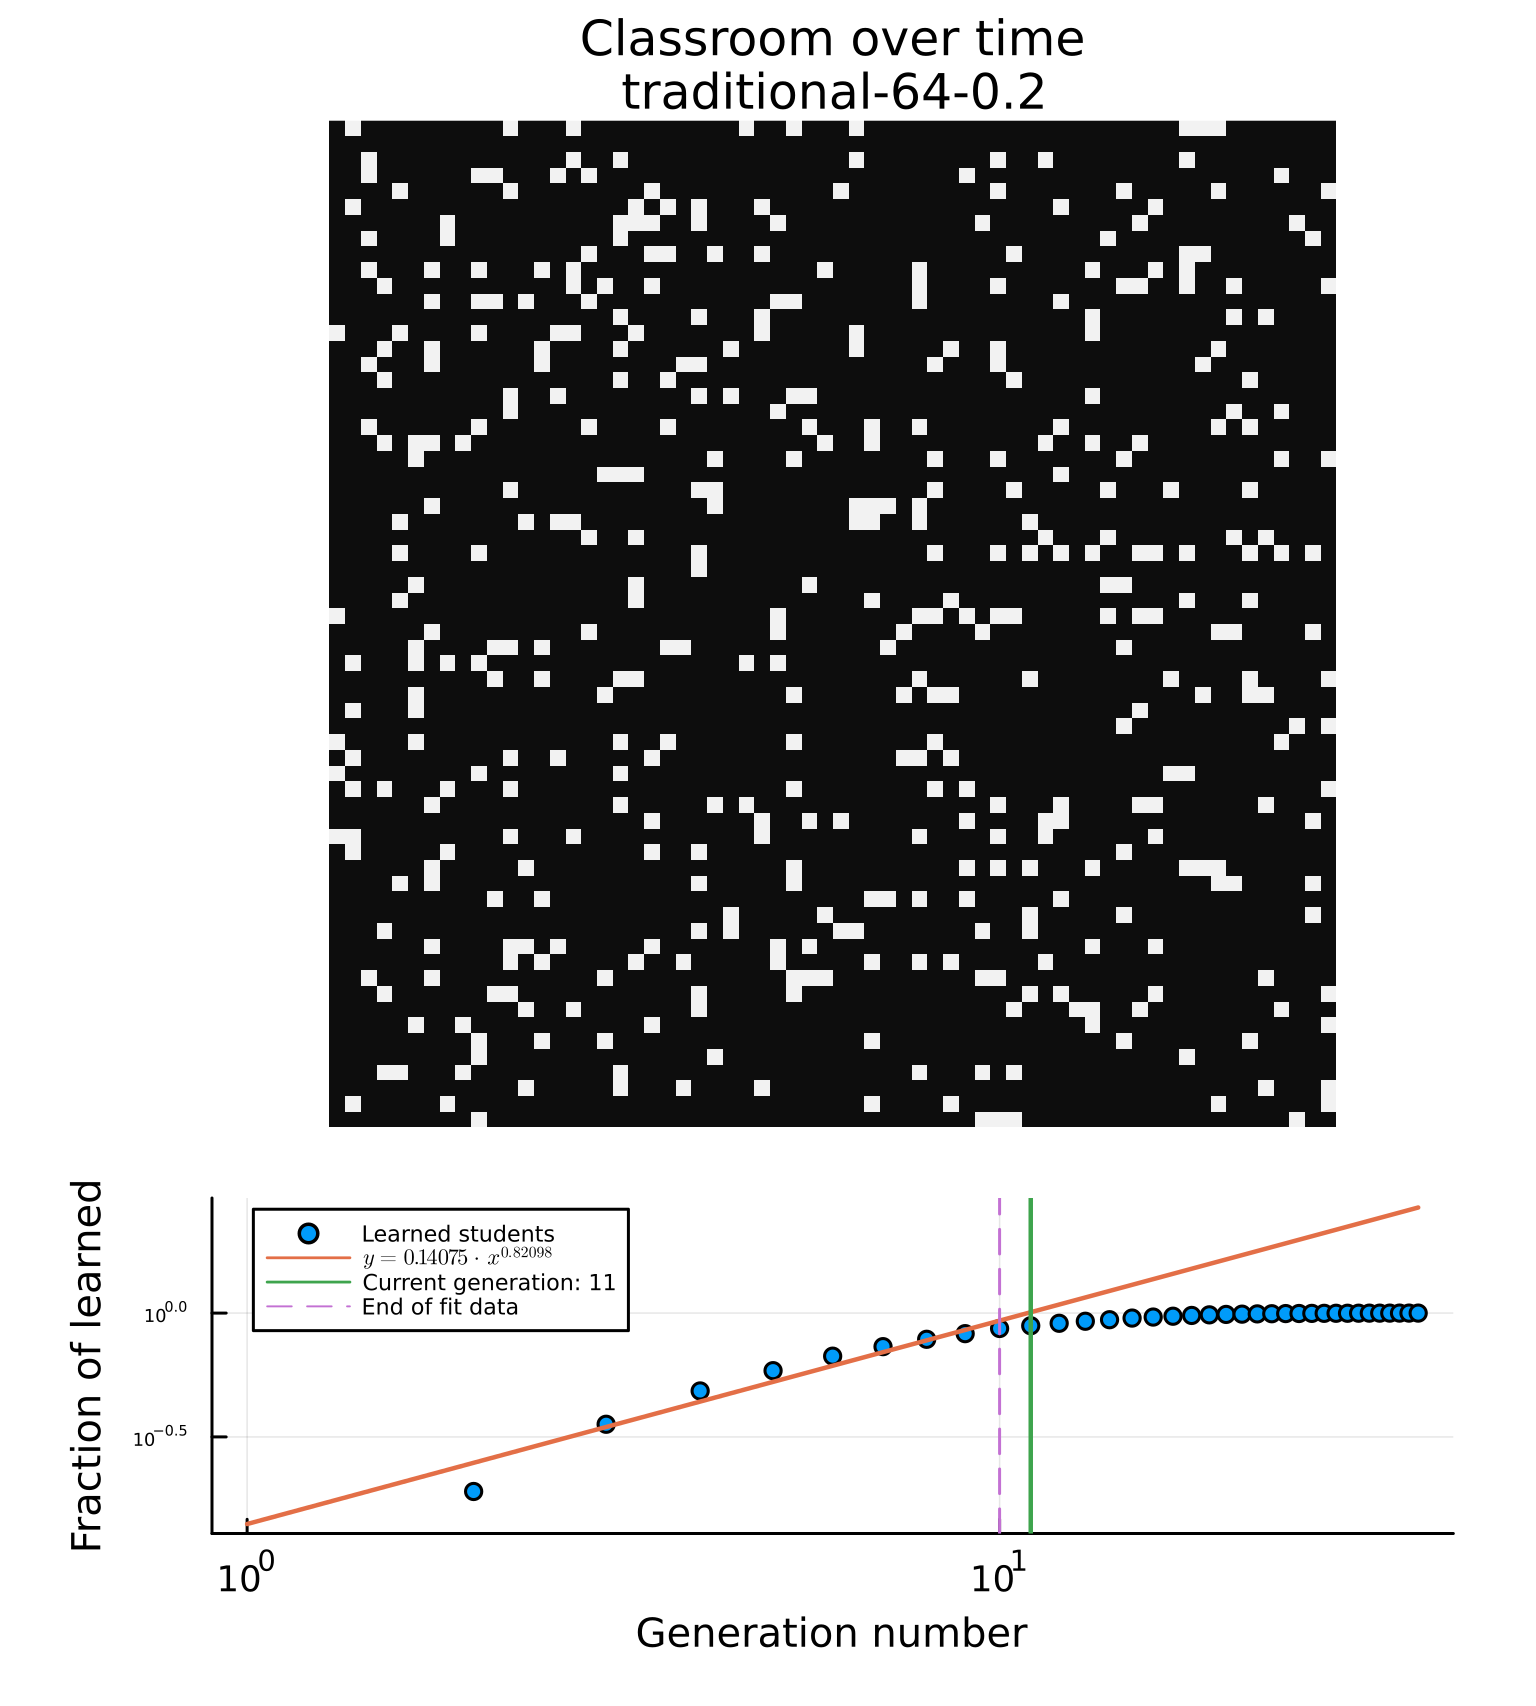 Classroom over time
traditional-64-0.2
Fraction of learned
Learned students
y = 0.14075 · x^0.82098
Current generation: 11
End of fit data
10^0.0
10^−0.5
10^0
10^1
Generation number